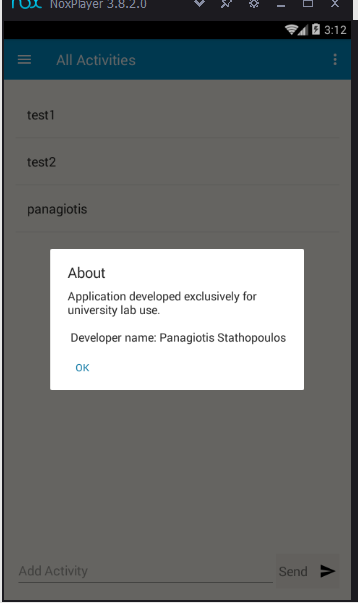 nox NoxPlayer 3.8.2.0
3:12
All Activities
test1
test2
panagiotis
About
Application developed exclusively for
university lab use.
Developer name: Panagiotis Stathopoulos
OK
Add Activity
Send